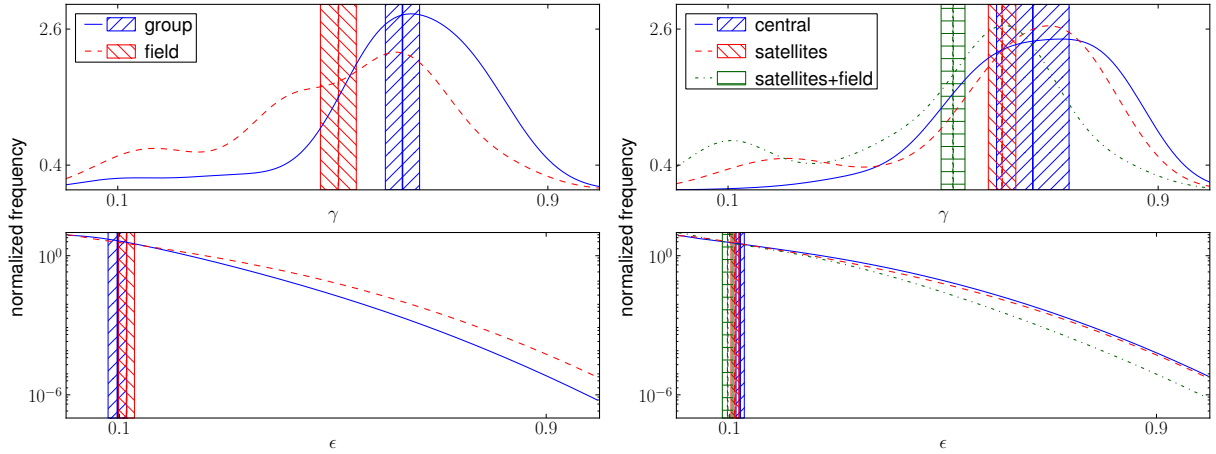 normalized frequency
2.6
0.4
group
field
0.1
0.9
γ
10^0
10^-6
0.1
0.9
ϵ
normalized frequency
2.6
0.4
central
satellites
satellites+field
0.1
0.9
γ
10^0
10^-6
0.1
0.9
ϵ